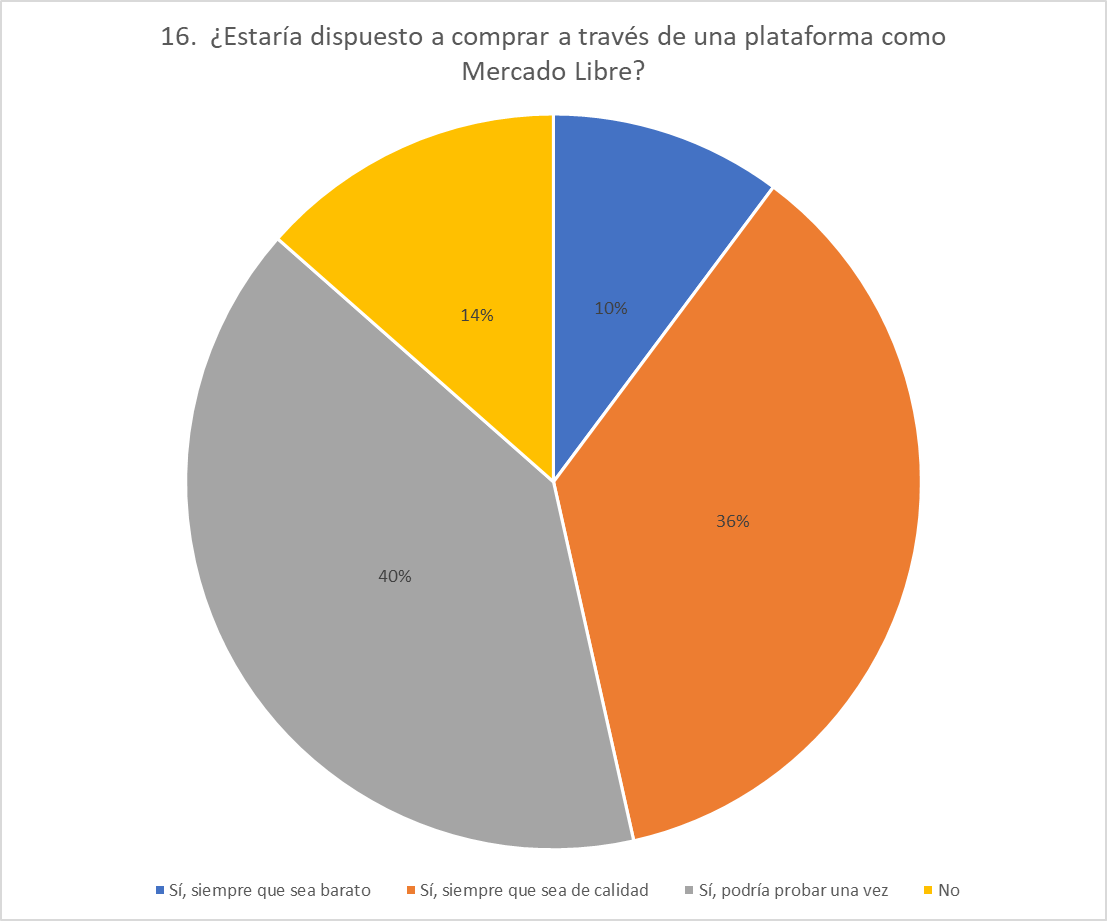 16.  ¿Estaría dispuesto a comprar a través de una plataforma como
Mercado Libre?
10%
14%
36%
40%
Sí, siempre que sea barato
Sí, siempre que sea de calidad
Sí, podría probar una vez
No